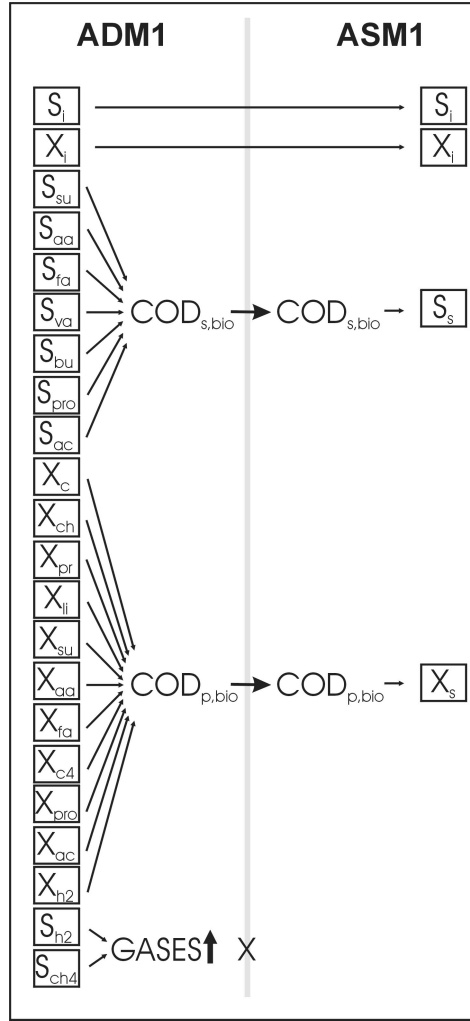 ADM1 ASM1
Si Si
Xi Xi
Ssu
Saa
Sfa
Sva CODs,bio CODs,bio Ss
Sbu
Spro
Sac
Xc
Xch
Xpr
Xli
Xsu
Xaa CODp,bio CODp,bio Xs
Xfa
Xc4
Xpro
Xac
Xh2
Sh2
GASES X
Sch4